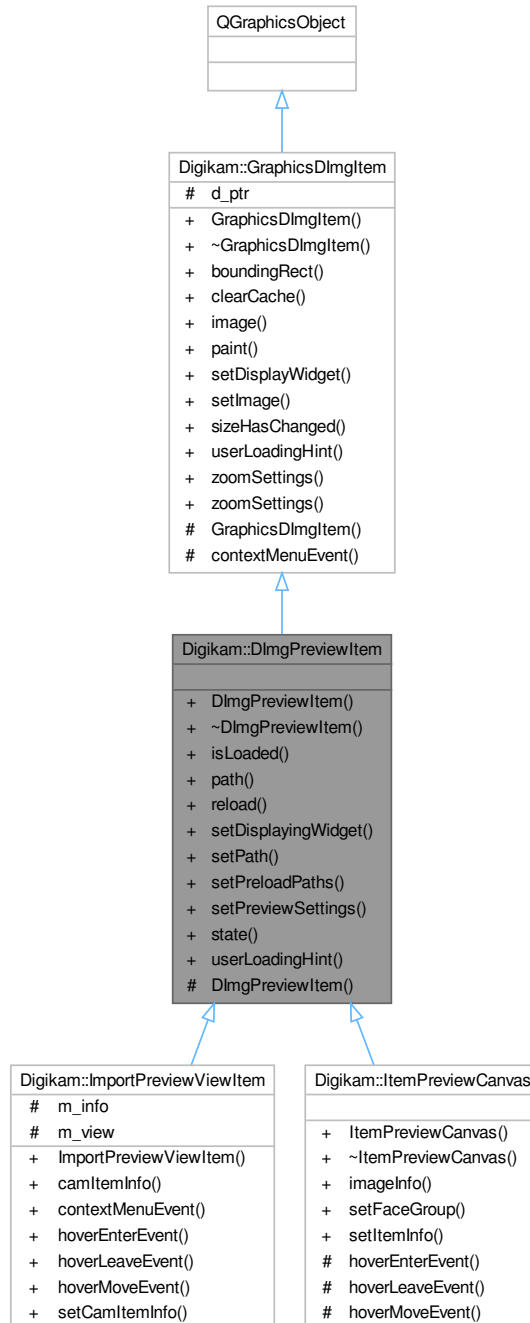 QGraphicsObject
Digikam::GraphicsDImgItem
# d_ptr
+ GraphicsDImgItem()
+ ~GraphicsDImgItem()
+ boundingRect()
+ clearCache()
+ image()
+ paint()
+ setDisplayWidget()
+ setImage()
+ sizeHasChanged()
+ userLoadingHint()
+ zoomSettings()
+ zoomSettings()
# GraphicsDImgItem()
# contextMenuEvent()
Digikam::DImgPreviewItem
+ DImgPreviewItem()
+ ~DImgPreviewItem()
+ isLoaded()
+ path()
+ reload()
+ setDisplayingWidget()
+ setPath()
+ setPreloadPaths()
+ setPreviewSettings()
+ state()
+ userLoadingHint()
# DImgPreviewItem()
Digikam::ImportPreviewViewItem
# m_info
# m_view
+ ImportPreviewViewItem()
+ camItemInfo()
+ contextMenuEvent()
+ hoverEnterEvent()
+ hoverLeaveEvent()
+ hoverMoveEvent()
+ setCamItemInfo()
Digikam::ItemPreviewCanvas
+ ItemPreviewCanvas()
+ ~ItemPreviewCanvas()
+ imageInfo()
+ setFaceGroup()
+ setItemInfo()
# hoverEnterEvent()
# hoverLeaveEvent()
# hoverMoveEvent()